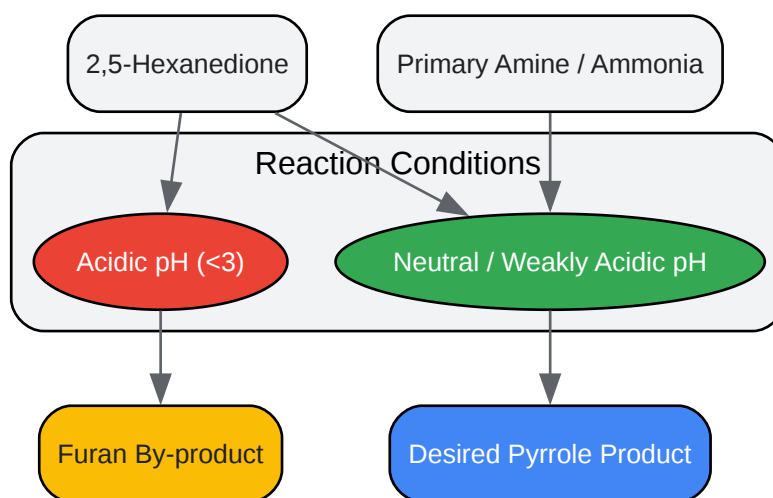 2,5-Hexanedione
Primary Amine / Ammonia
Reaction Conditions
Acidic pH (<3)
Neutral / Weakly Acidic pH
Furan By-product
Desired Pyrrole Product